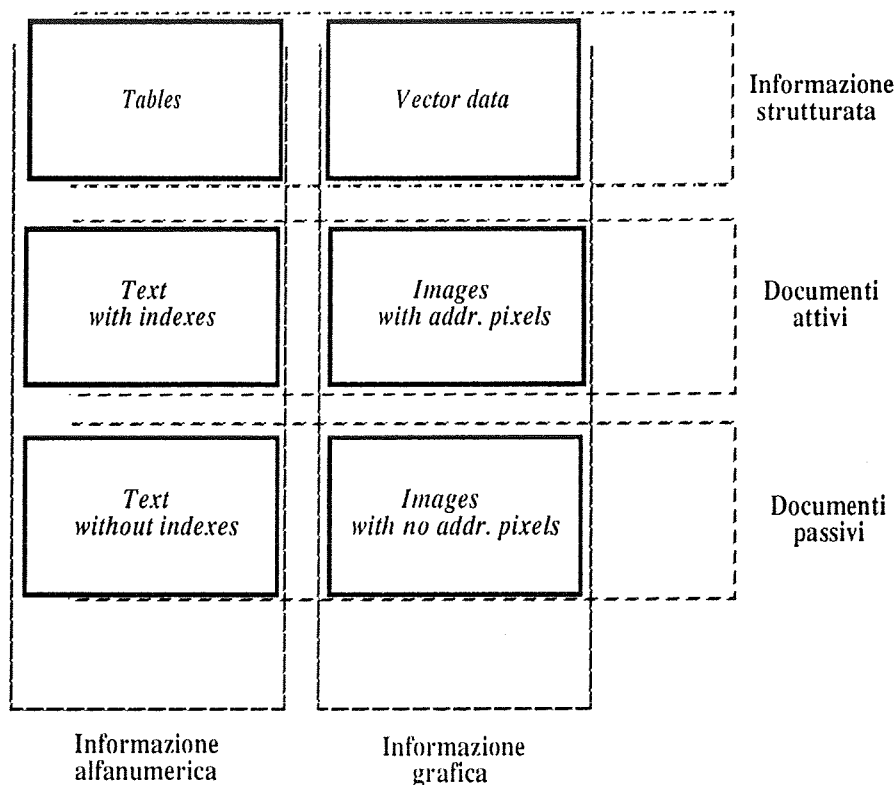 Tables
Vector data
Informazione
strutturata
Text
with indexes
Images
with addr. pixels
Documenti
attivi
Text
without indexes
Images
with no addr. pixels
Documenti
passivi
Informazione
alfanumerica
Informazione
grafica